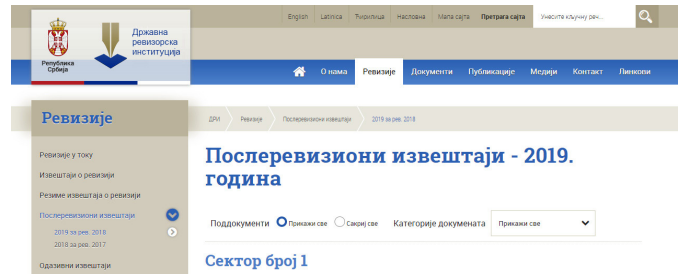 English Latinica Ћирилица Насловна Мапа сајта Претрага сајта Унесите кључну реч...
Државна
ревизорска
институција
Република
Србија
О нама Ревизије Документи Публикације Медији Контакт Линкови
Ревизије
ДРИ Ревизије Послеревизиони извештаји 2019 за рев. 2018
Ревизије у току
Извештаји о ревизији
Резиме извештаја о ревизији
Послеревизиони извештаји
2019 за рев. 2018
2018 за рев. 2017
Одазивни извештаји
Послеревизиони извештаји - 2019.
година
Поддокументи Прикажи све Сакриј све Категорије докумената Прикажи све
Сектор број 1